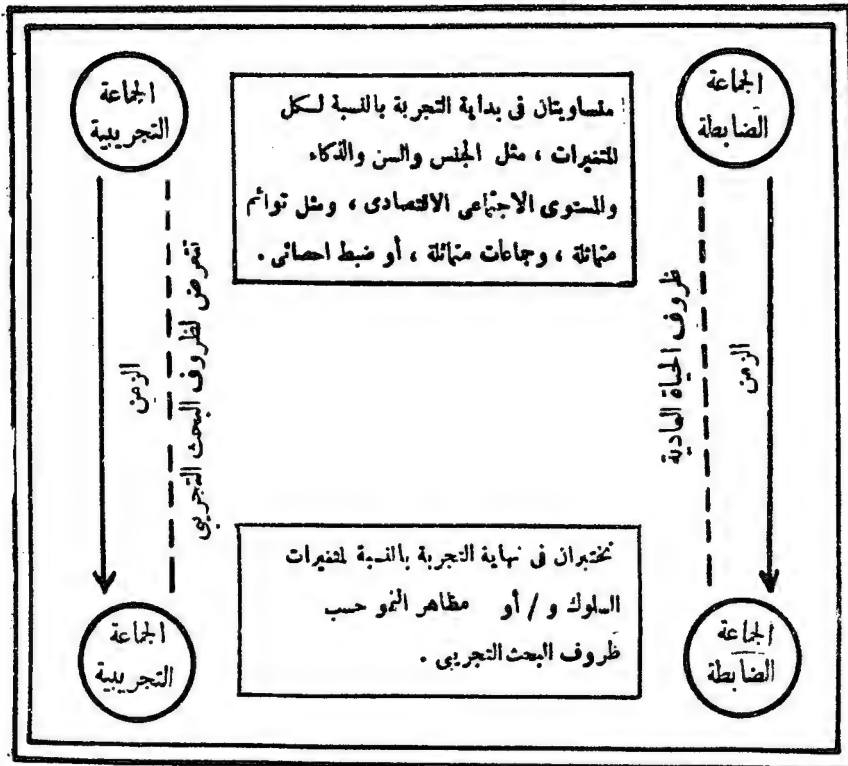 الجماعة
الضابطة
متساويتان فى بداية التجربة بالنسبة لكل
المتغيرات ، مثل الجنس والسن والذكاء
والمستوى الاجتماعى الاقتصادى ، ومثل توائم
متماثلة ، وجماعات متماثلة ، أو ضبط احصائى .
الجماعة
التجريبية
الزمن
ظروف الحياة العادية
تتعرض لظروف البحث التجريبى
الزمن
الجماعة
الضابطة
تختبران فى نهاية التجربة بالنسبة لمتغيرات
السلوك و / أو مظاهر النمو حسب
ظروف البحث التجريبى .
الجماعة
التجريبية